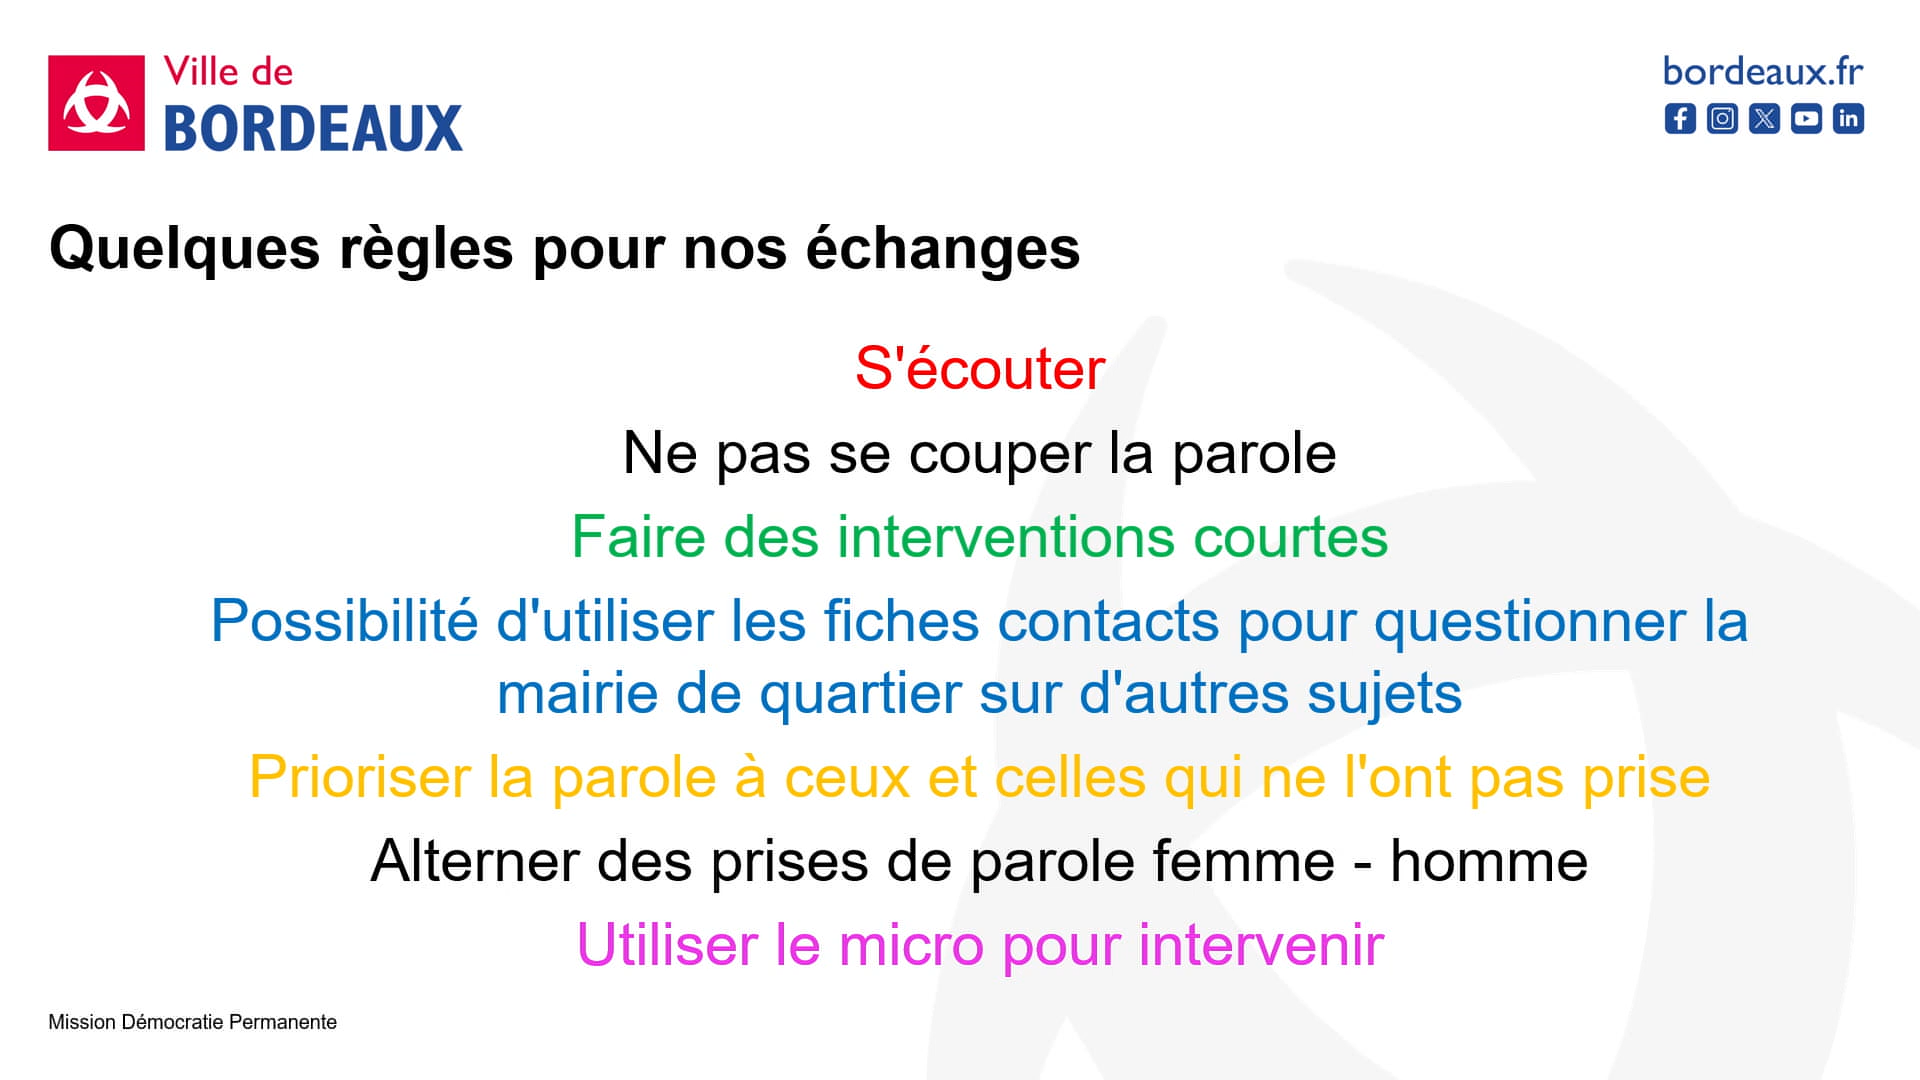 Ville de
BORDEAUX
bordeaux.fr
Quelques règles pour nos échanges
S'écouter
Ne pas se couper la parole
Faire des interventions courtes
Possibilité d'utiliser les fiches contacts pour questionner la
mairie de quartier sur d'autres sujets
Prioriser la parole à ceux et celles qui ne l'ont pas prise
Alterner des prises de parole femme - homme
Utiliser le micro pour intervenir
Mission Démocratie Permanente